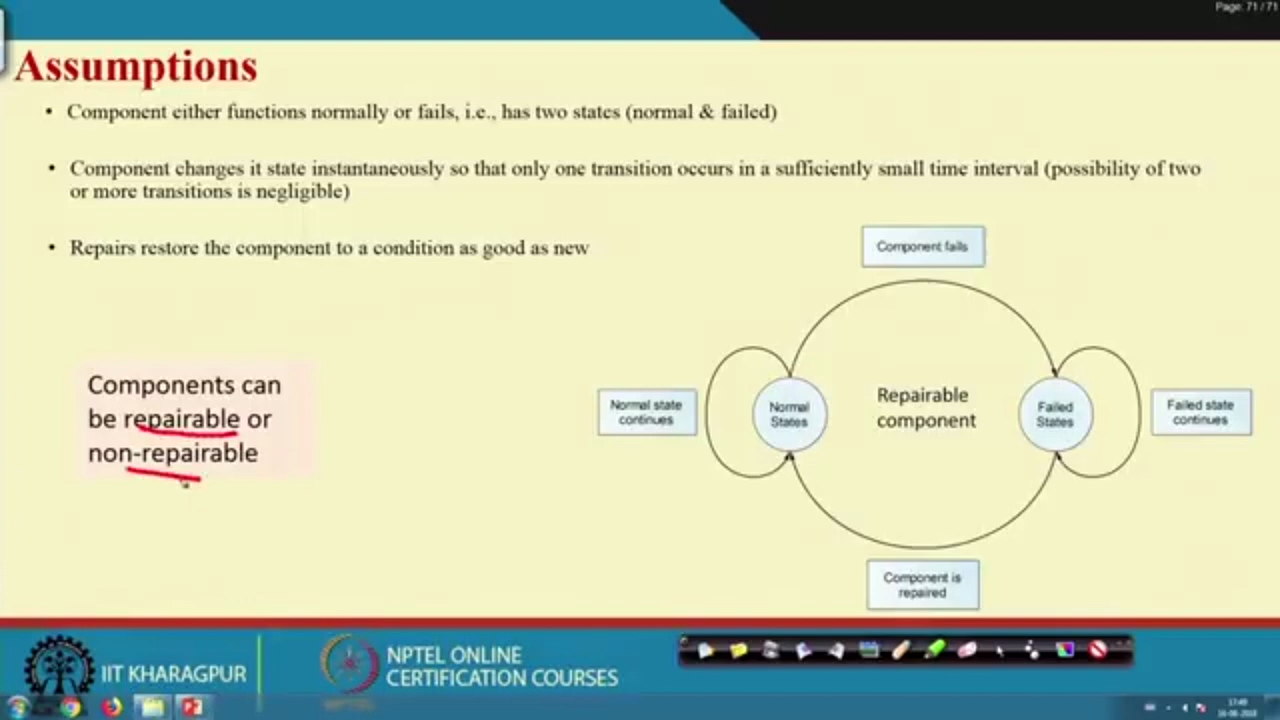 Page: 71 / 71
Assumptions
• Component either functions normally or fails, i.e., has two states (normal & failed)
• Component changes it state instantaneously so that only one transition occurs in a sufficiently small time interval (possibility of two
or more transitions is negligible)
• Repairs restore the component to a condition as good as new
Component fails
Components can
be repairable or
non-repairable
Normal state
continues
Normal
States
Repairable
component
Failed
States
Failed state
continues
Component is
repaired
IIT KHARAGPUR
NPTEL ONLINE
CERTIFICATION COURSES
17:49